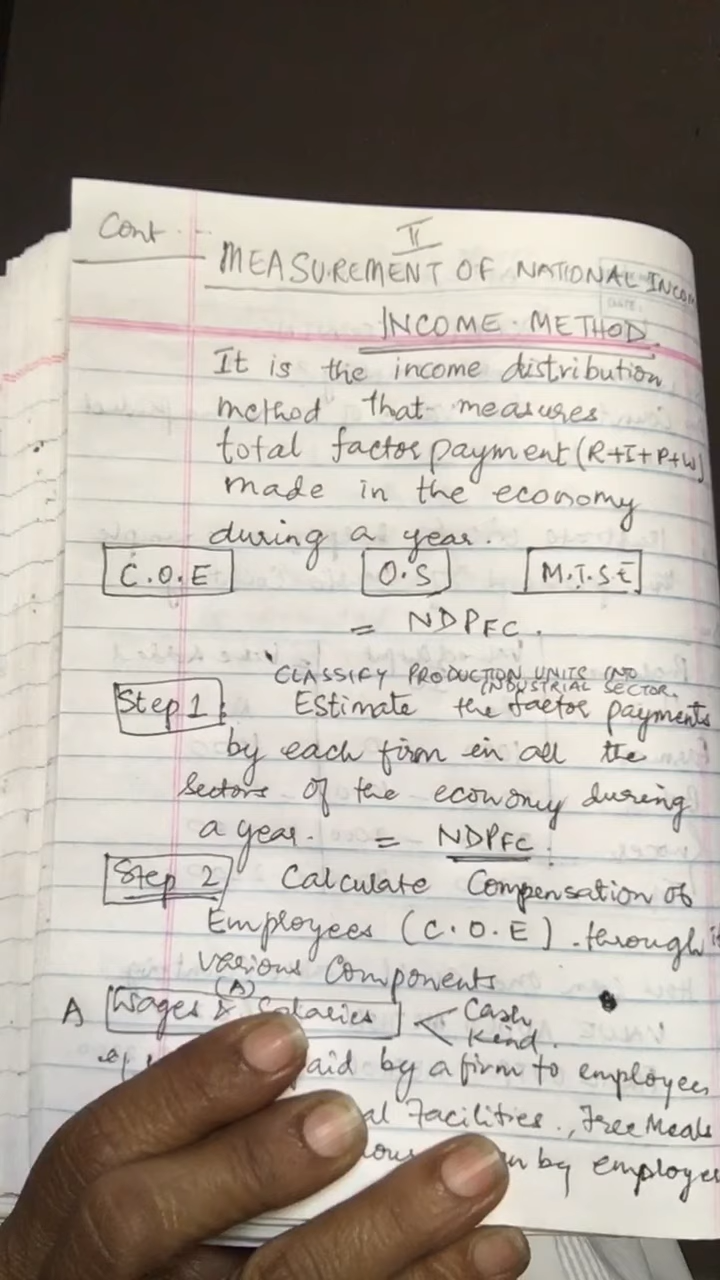 Cont...
II
MEASUREMENT OF NATIONAL INCOM
INCOME METHOD.
It is the income distribution
method that measures
total factor payment (R+I+P+W)
made in the economy
during a year.
C.O.E O.S M.I.S.E
= NDPFC.
CLASSIFY PRODUCTION UNITS INTO
INDUSTRIAL SECTOR.
Step 1: Estimate the factor payments
by each firm in all the
sectors of the economy during
a year. = NDPFC:
Step 2 Calculate Compensation of
Employees (C.O.E). through it
various Components
(A)
A Wages & Salaries < Cash
Kind.
aid by a firm to employees
al Facilities., Free Meals
by employe